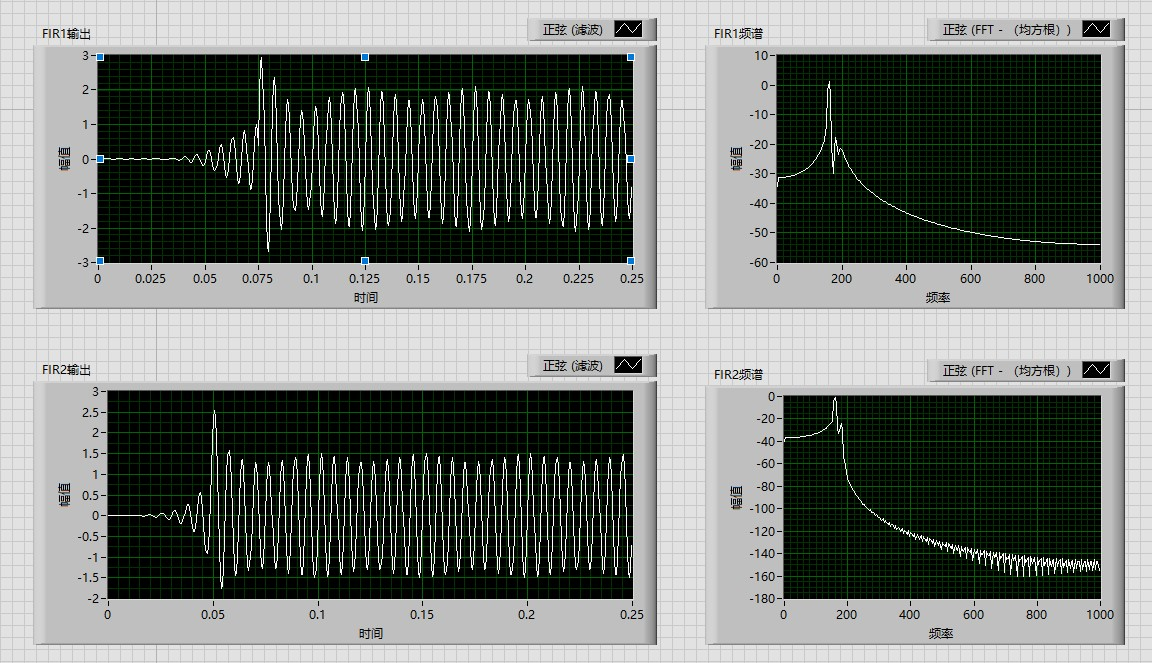 FIR1输出
正弦 (滤波)
幅值
3
2
1
0
-1
-2
-3
0 0.025 0.05 0.075 0.1 0.125 0.15 0.175 0.2 0.225 0.25
时间
FIR1频谱
正弦 (FFT - （均方根）)
幅值
10
0
-10
-20
-30
-40
-50
-60
0 200 400 600 800 1000
频率
FIR2输出
正弦 (滤波)
幅值
3
2.5
2
1.5
1
0.5
0
-0.5
-1
-1.5
-2
0 0.05 0.1 0.15 0.2 0.25
时间
FIR2频谱
正弦 (FFT - （均方根）)
幅值
0
-20
-40
-60
-80
-100
-120
-140
-160
-180
0 200 400 600 800 1000
频率